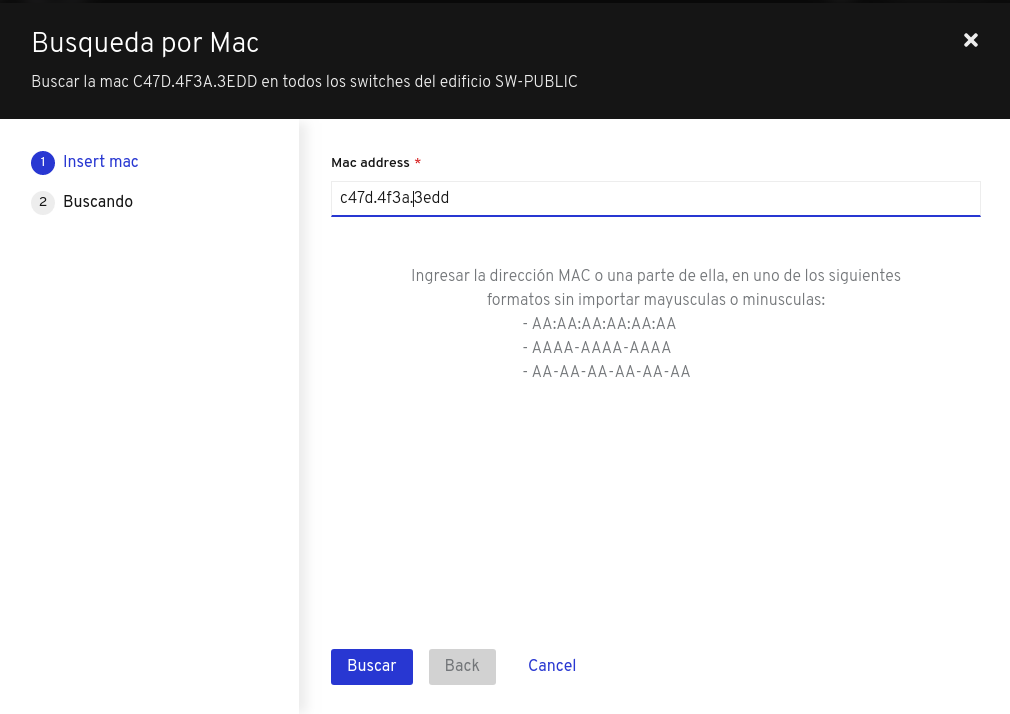 Busqueda por Mac
Buscar la mac C47D.4F3A.3EDD en todos los switches del edificio SW-PUBLIC
1 Insert mac
2 Buscando
Mac address *
c47d.4f3a.3edd
Ingresar la dirección MAC o una parte de ella, en uno de los siguientes
formatos sin importar mayusculas o minusculas:
- AA:AA:AA:AA:AA:AA
- AAAA-AAAA-AAAA
- AA-AA-AA-AA-AA-AA
Buscar Back Cancel